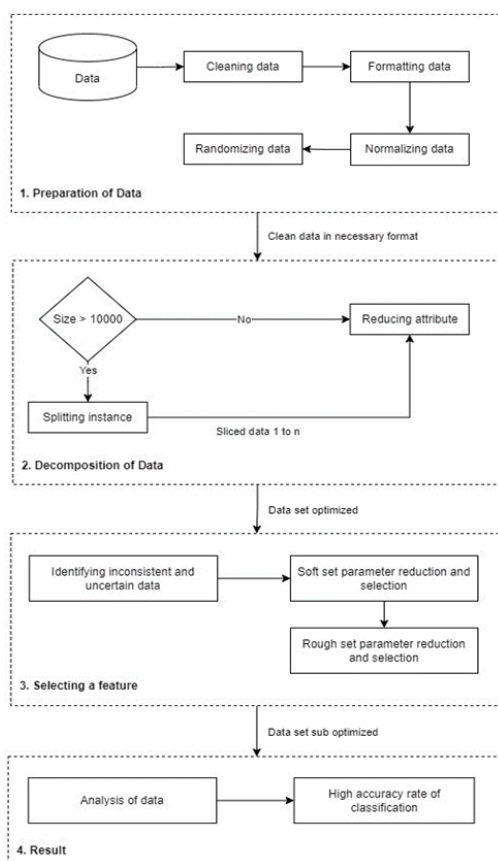 Data
Cleaning data
Formatting data
Randomizing data
Normalizing data
1. Preparation of Data
Clean data in necessary format
Size > 10000
No
Reducing attribute
Yes
Splitting instance
Sliced data 1 to n
2. Decomposition of Data
Data set optimized
Identifying inconsistent and
uncertain data
Soft set parameter reduction and
selection
Rough set parameter reduction
and selection
3. Selecting a feature
Data set sub optimized
Analysis of data
High accuracy rate of
classification
4. Result